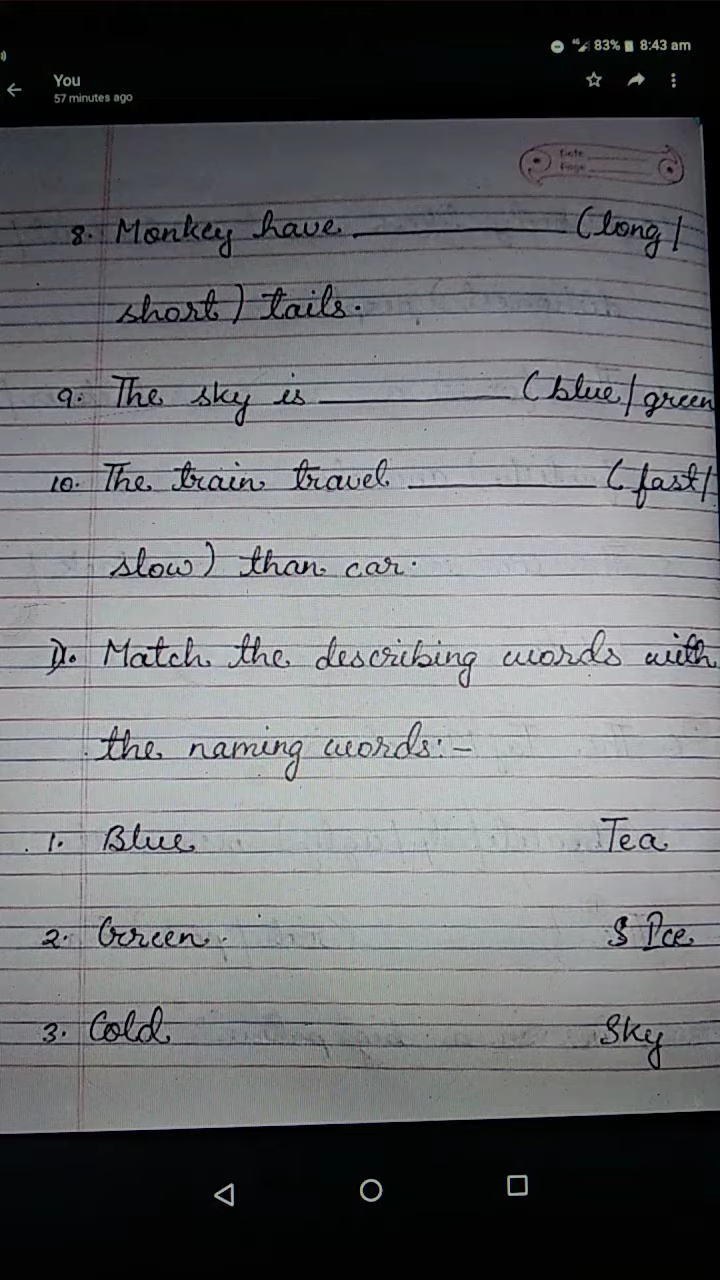 83% 8:43 am
You
57 minutes ago
Date
Page
8. Monkey have ________ (long/
short) tails.
9. The sky is ________ (blue/green
10. The train travel ________ (fast/
slow) than car.
D. Match the describing words with
the naming words:-
1. Blue Tea
2. Green Ice
3. Cold Sky